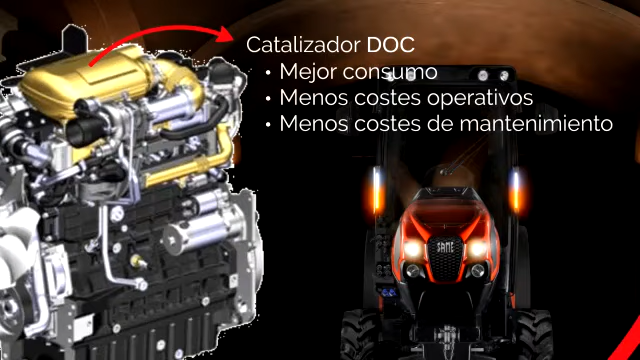 Catalizador DOC
• Mejor consumo
• Menos costes operativos
• Menos costes de mantenimiento
SAME